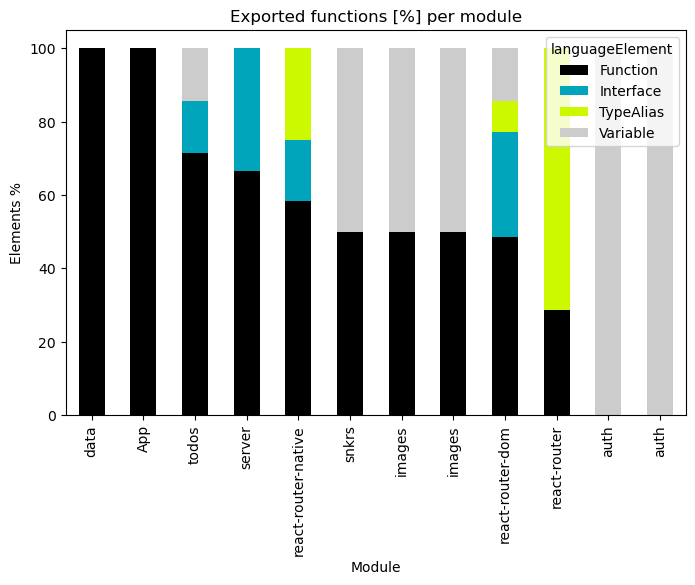 Exported functions [%] per module
languageElement
Function
Interface
TypeAlias
Variable
Elements %
100
80
60
40
20
0
data
App
todos
server
react-router-native
snkrs
images
images
react-router-dom
react-router
auth
auth
Module